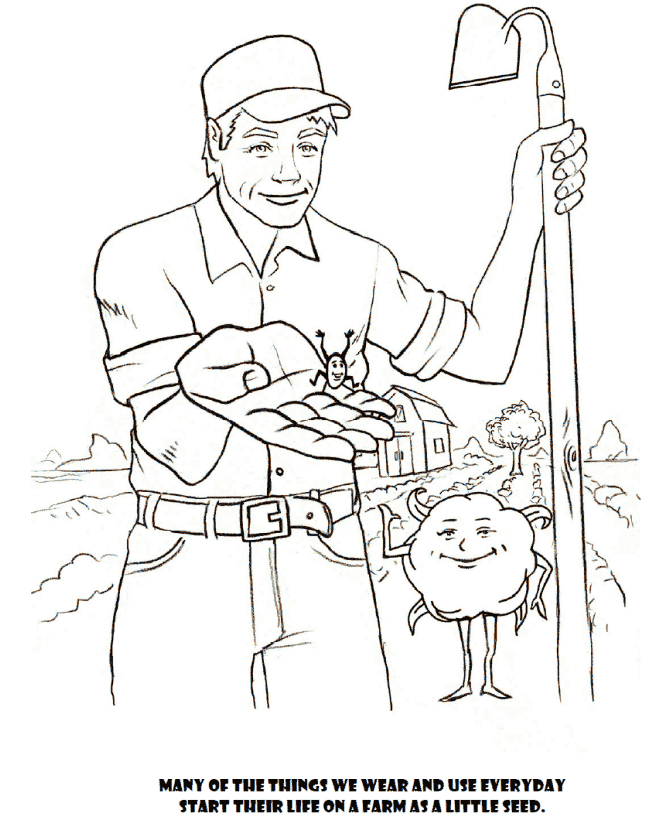 MANY OF THE THINGS WE WEAR AND USE EVERYDAY
START THEIR LIFE ON A FARM AS A LITTLE SEED.